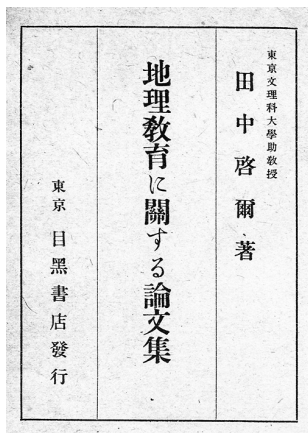 東京文理科大學助教授
田中啓爾著
地理教育に關する論文集
東京 目黑書店發行